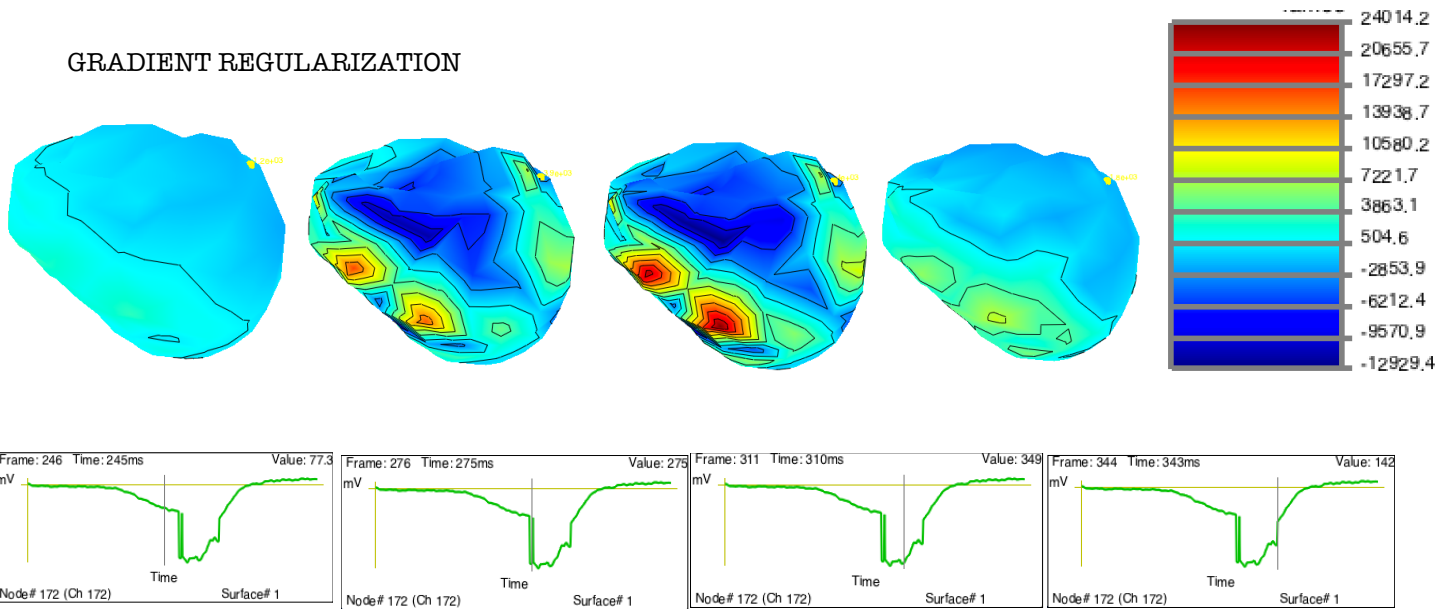 GRADIENT REGULARIZATION
24014.2
20655.7
17297.2
13938.7
10580.2
7221.7
3863.1
504.6
-2853.9
-6212.4
-9570.9
-12929.4
Frame: 246 Time: 245ms Value: 77.3
mV
Time
Node# 172 (Ch 172) Surface# 1
Frame: 276 Time: 275ms Value: 275
mV
Time
Node# 172 (Ch 172) Surface# 1
Frame: 311 Time: 310ms Value: 349
mV
Time
Node# 172 (Ch 172) Surface# 1
Frame: 344 Time: 343ms Value: 142
mV
Time
Node# 172 (Ch 172) Surface# 1